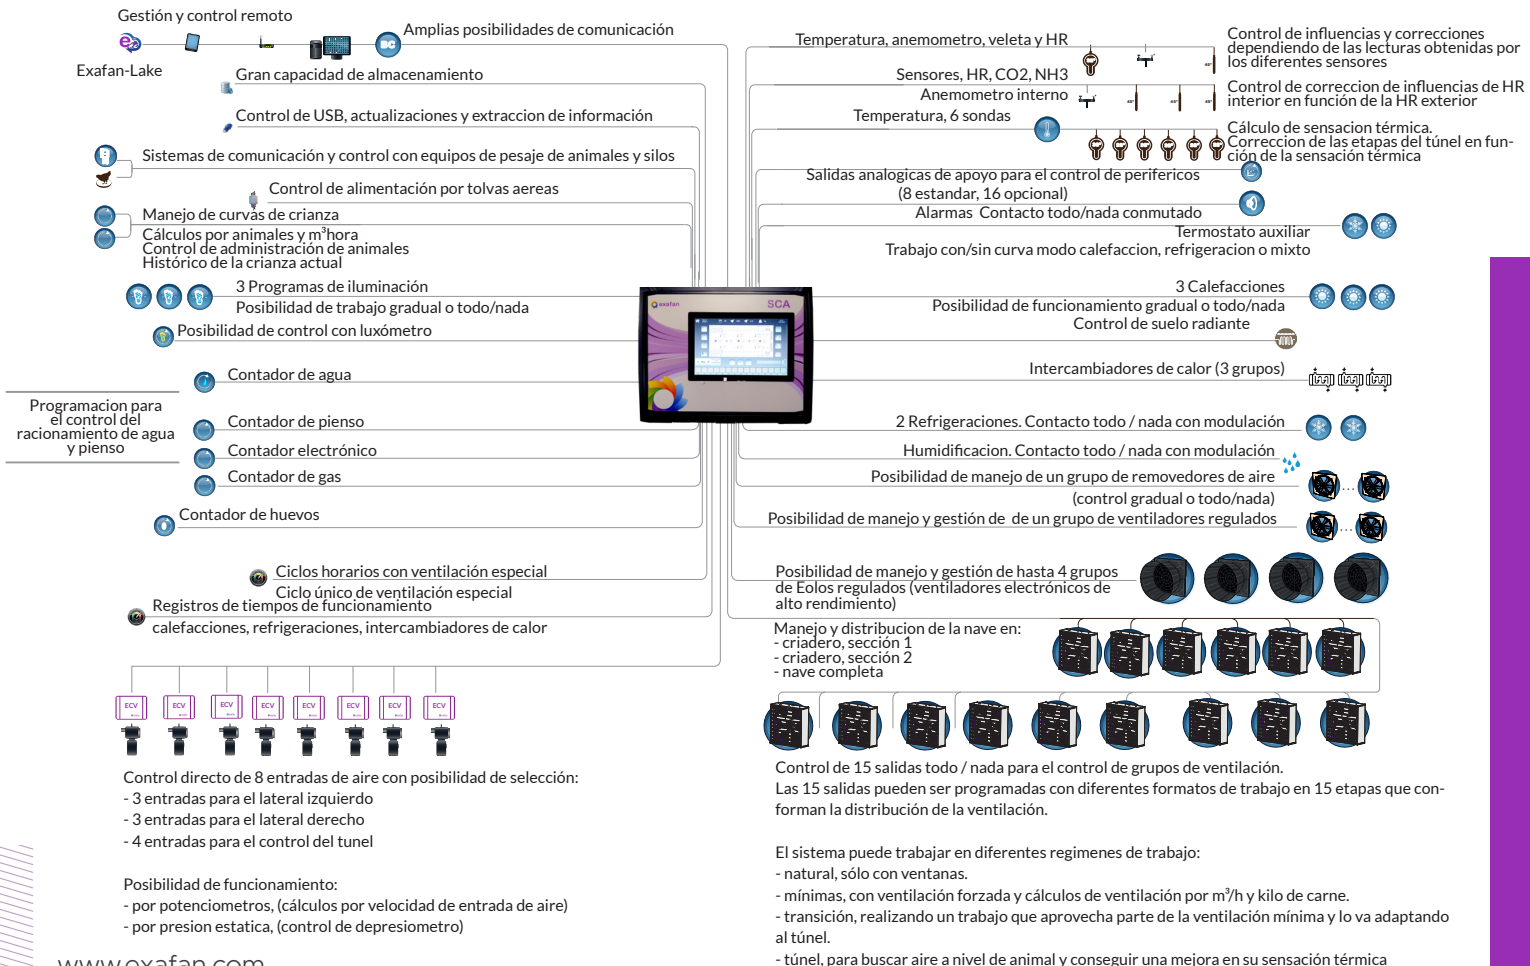 Gestión y control remoto
Exafan-Lake
BC
Amplias posibilidades de comunicación
Gran capacidad de almacenamiento
Control de USB, actualizaciones y extraccion de información
Sistemas de comunicación y control con equipos de pesaje de animales y silos
Control de alimentación por tolvas aereas
Manejo de curvas de crianza
Cálculos por animales y m³hora
Control de administración de animales
Histórico de la crianza actual
3 Programas de iluminación
Posibilidad de trabajo gradual o todo/nada
Posibilidad de control con luxómetro
Contador de agua
Programacion para
el control del
racionamiento de agua
y pienso
Contador de pienso
Contador electrónico
Contador de gas
Contador de huevos
Ciclos horarios con ventilación especial
Ciclo único de ventilación especial
Registros de tiempos de funcionamiento
calefacciones, refrigeraciones, intercambiadores de calor
ECV
ECV
ECV
ECV
ECV
ECV
ECV
ECV
Control directo de 8 entradas de aire con posibilidad de selección:
- 3 entradas para el lateral izquierdo
- 3 entradas para el lateral derecho
- 4 entradas para el control del tunel
Posibilidad de funcionamiento:
- por potenciometros, (cálculos por velocidad de entrada de aire)
- por presion estatica, (control de depresiometro)
www.exafan.com
exafan
SCA
Temperatura, anemometro, veleta y HR
Control de influencias y correcciones
dependiendo de las lecturas obtenidas por
los diferentes sensores
Sensores, HR, CO2, NH3
Anemometro interno
Control de correccion de influencias de HR
interior en función de la HR exterior
Temperatura, 6 sondas
Cálculo de sensacion térmica.
Correccion de las etapas del túnel en fun-
ción de la sensación térmica
Salidas analogicas de apoyo para el control de perifericos
(8 estandar, 16 opcional)
Alarmas  Contacto todo/nada conmutado
Termostato auxiliar
Trabajo con/sin curva modo calefaccion, refrigeracion o mixto
3 Calefacciones
Posibilidad de funcionamiento gradual o todo/nada
Control de suelo radiante
Intercambiadores de calor (3 grupos)
2 Refrigeraciones. Contacto todo / nada con modulación
Humidificacion. Contacto todo / nada con modulación
Posibilidad de manejo de un grupo de removedores de aire
(control gradual o todo/nada)
Posibilidad de manejo y gestión de  de un grupo de ventiladores regulados
Posibilidad de manejo y gestión de hasta 4 grupos
de Eolos regulados (ventiladores electrónicos de
alto rendimiento)
Manejo y distribucion de la nave en:
- criadero, sección 1
- criadero, sección 2
- nave completa
Control de 15 salidas todo / nada para el control de grupos de ventilación.
Las 15 salidas pueden ser programadas con diferentes formatos de trabajo en 15 etapas que con-
forman la distribución de la ventilación.
El sistema puede trabajar en diferentes regimenes de trabajo:
- natural, sólo con ventanas.
- mínimas, con ventilación forzada y cálculos de ventilación por m³/h y kilo de carne.
- transición, realizando un trabajo que aprovecha parte de la ventilación mínima y lo va adaptando
al túnel.
- túnel, para buscar aire a nivel de animal y conseguir una mejora en su sensación térmica